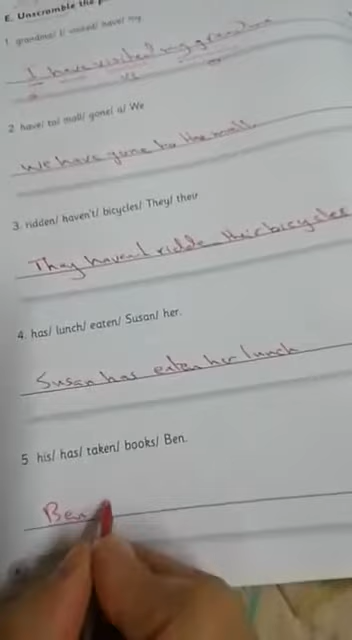 E. Unscramble the
1. grandma/ I/ visited/ have/ my.
I have visited my grandma
2. have/ to/ mall/ gone/ a/ We
We have gone to the mall.
3. ridden/ haven't/ bicycles/ They/ their
They haven't ridden their bicycles
4. has/ lunch/ eaten/ Susan/ her.
Susan has eaten her lunch
5 his/ has/ taken/ books/ Ben.
Ben